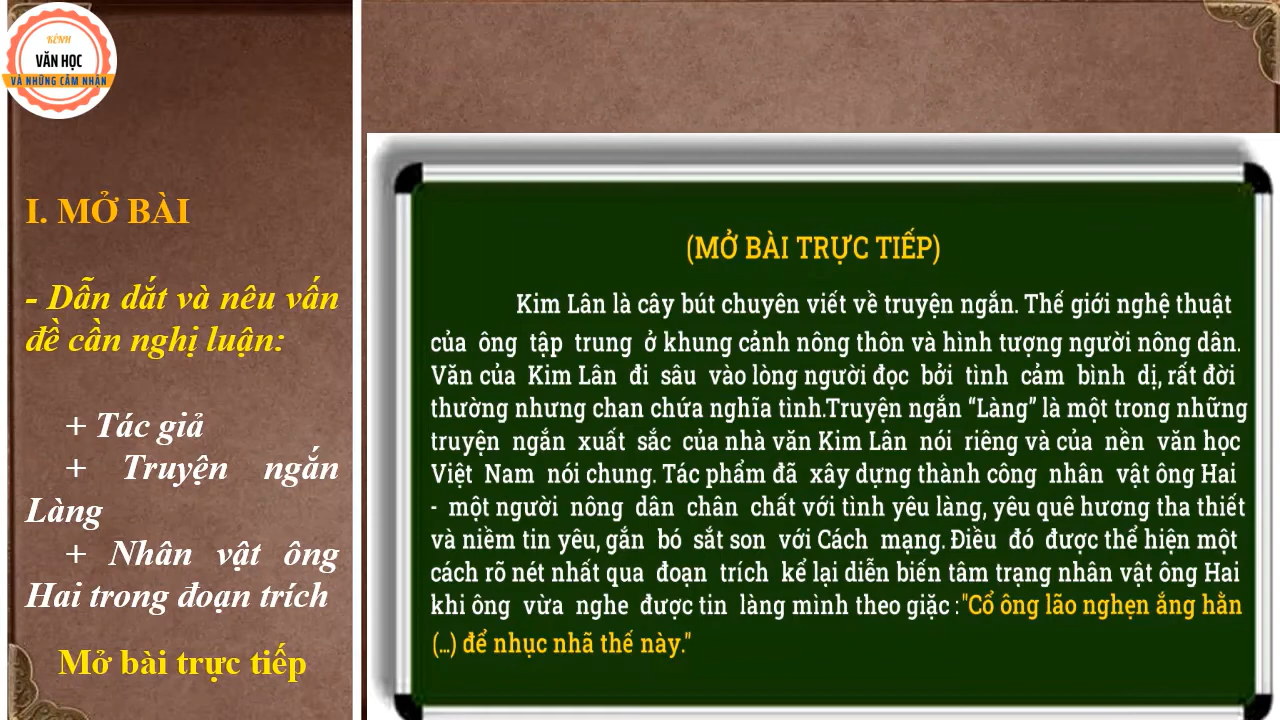 KÊNH
VĂN HỌC
VÀ NHỮNG CẢM NHẬN
I. MỞ BÀI
- Dẫn dắt và nêu vấn
đề cần nghị luận:
+ Tác giả
+ Truyện ngắn
Làng
+ Nhân vật ông
Hai trong đoạn trích
Mở bài trực tiếp
(MỞ BÀI TRỰC TIẾP)
Kim Lân là cây bút chuyên viết về truyện ngắn. Thế giới nghệ thuật
của ông tập trung ở khung cảnh nông thôn và hình tượng người nông dân.
Văn của Kim Lân đi sâu vào lòng người đọc bởi tình cảm bình dị, rất đời
thường nhưng chan chứa nghĩa tình.Truyện ngắn “Làng” là một trong những
truyện ngắn xuất sắc của nhà văn Kim Lân nói riêng và của nền văn học
Việt Nam nói chung. Tác phẩm đã xây dựng thành công nhân vật ông Hai
- một người nông dân chân chất với tình yêu làng, yêu quê hương tha thiết
và niềm tin yêu, gắn bó sắt son với Cách mạng. Điều đó được thể hiện một
cách rõ nét nhất qua đoạn trích kể lại diễn biến tâm trạng nhân vật ông Hai
khi ông vừa nghe được tin làng mình theo giặc :"Cổ ông lão nghẹn ắng hằn
(...) để nhục nhã thế này."